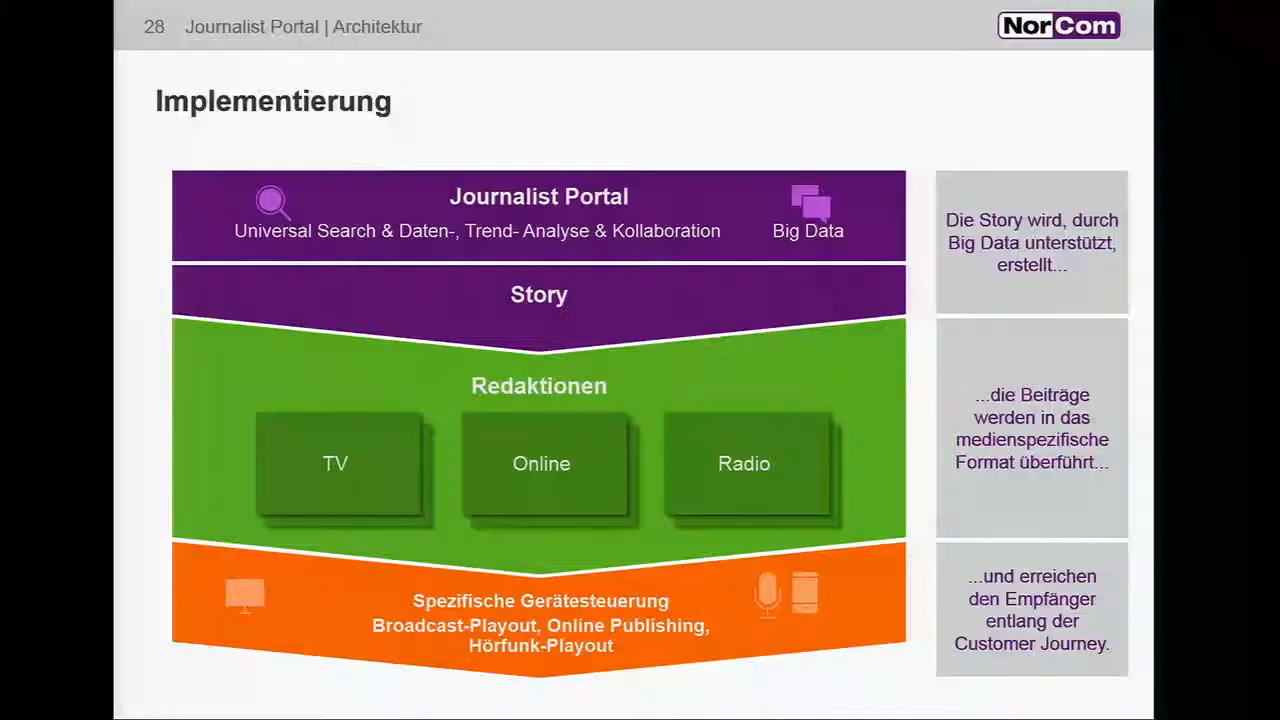 28 Journalist Portal | Architektur
NorCom
Implementierung
Journalist Portal
Universal Search & Daten-, Trend- Analyse & Kollaboration
Big Data
Die Story wird, durch
Big Data unterstützt,
erstellt...
Story
Redaktionen
TV
Online
Radio
...die Beiträge
werden in das
medienspezifische
Format überführt...
Spezifische Gerätesteuerung
Broadcast-Playout, Online Publishing,
Hörfunk-Playout
...und erreichen
den Empfänger
entlang der
Customer Journey.